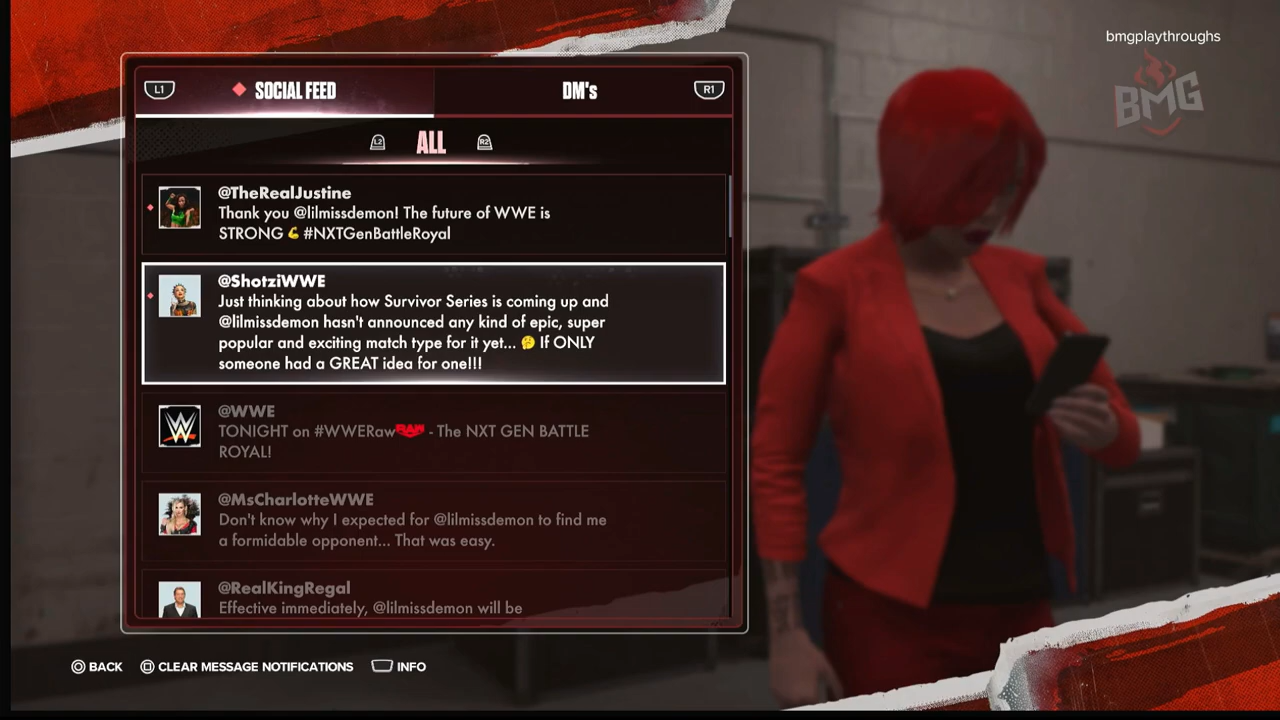 bmgplaythroughs
BMG
L1
SOCIAL FEED
DM's
R1
L2
ALL
R2
@TheRealJustine
Thank you @lilmissdemon! The future of WWE is
STRONG 💪 #NXTGenBattleRoyal
@ShotziWWE
Just thinking about how Survivor Series is coming up and
@lilmissdemon hasn't announced any kind of epic, super
popular and exciting match type for it yet... 🤔 If ONLY
someone had a GREAT idea for one!!!
@WWE
TONIGHT on #WWERaw RAW - The NXT GEN BATTLE
ROYAL!
@MsCharlotteWWE
Don't know why I expected for @lilmissdemon to find me
a formidable opponent... That was easy.
@RealKingRegal
Effective immediately, @lilmissdemon will be
BACK
CLEAR MESSAGE NOTIFICATIONS
INFO